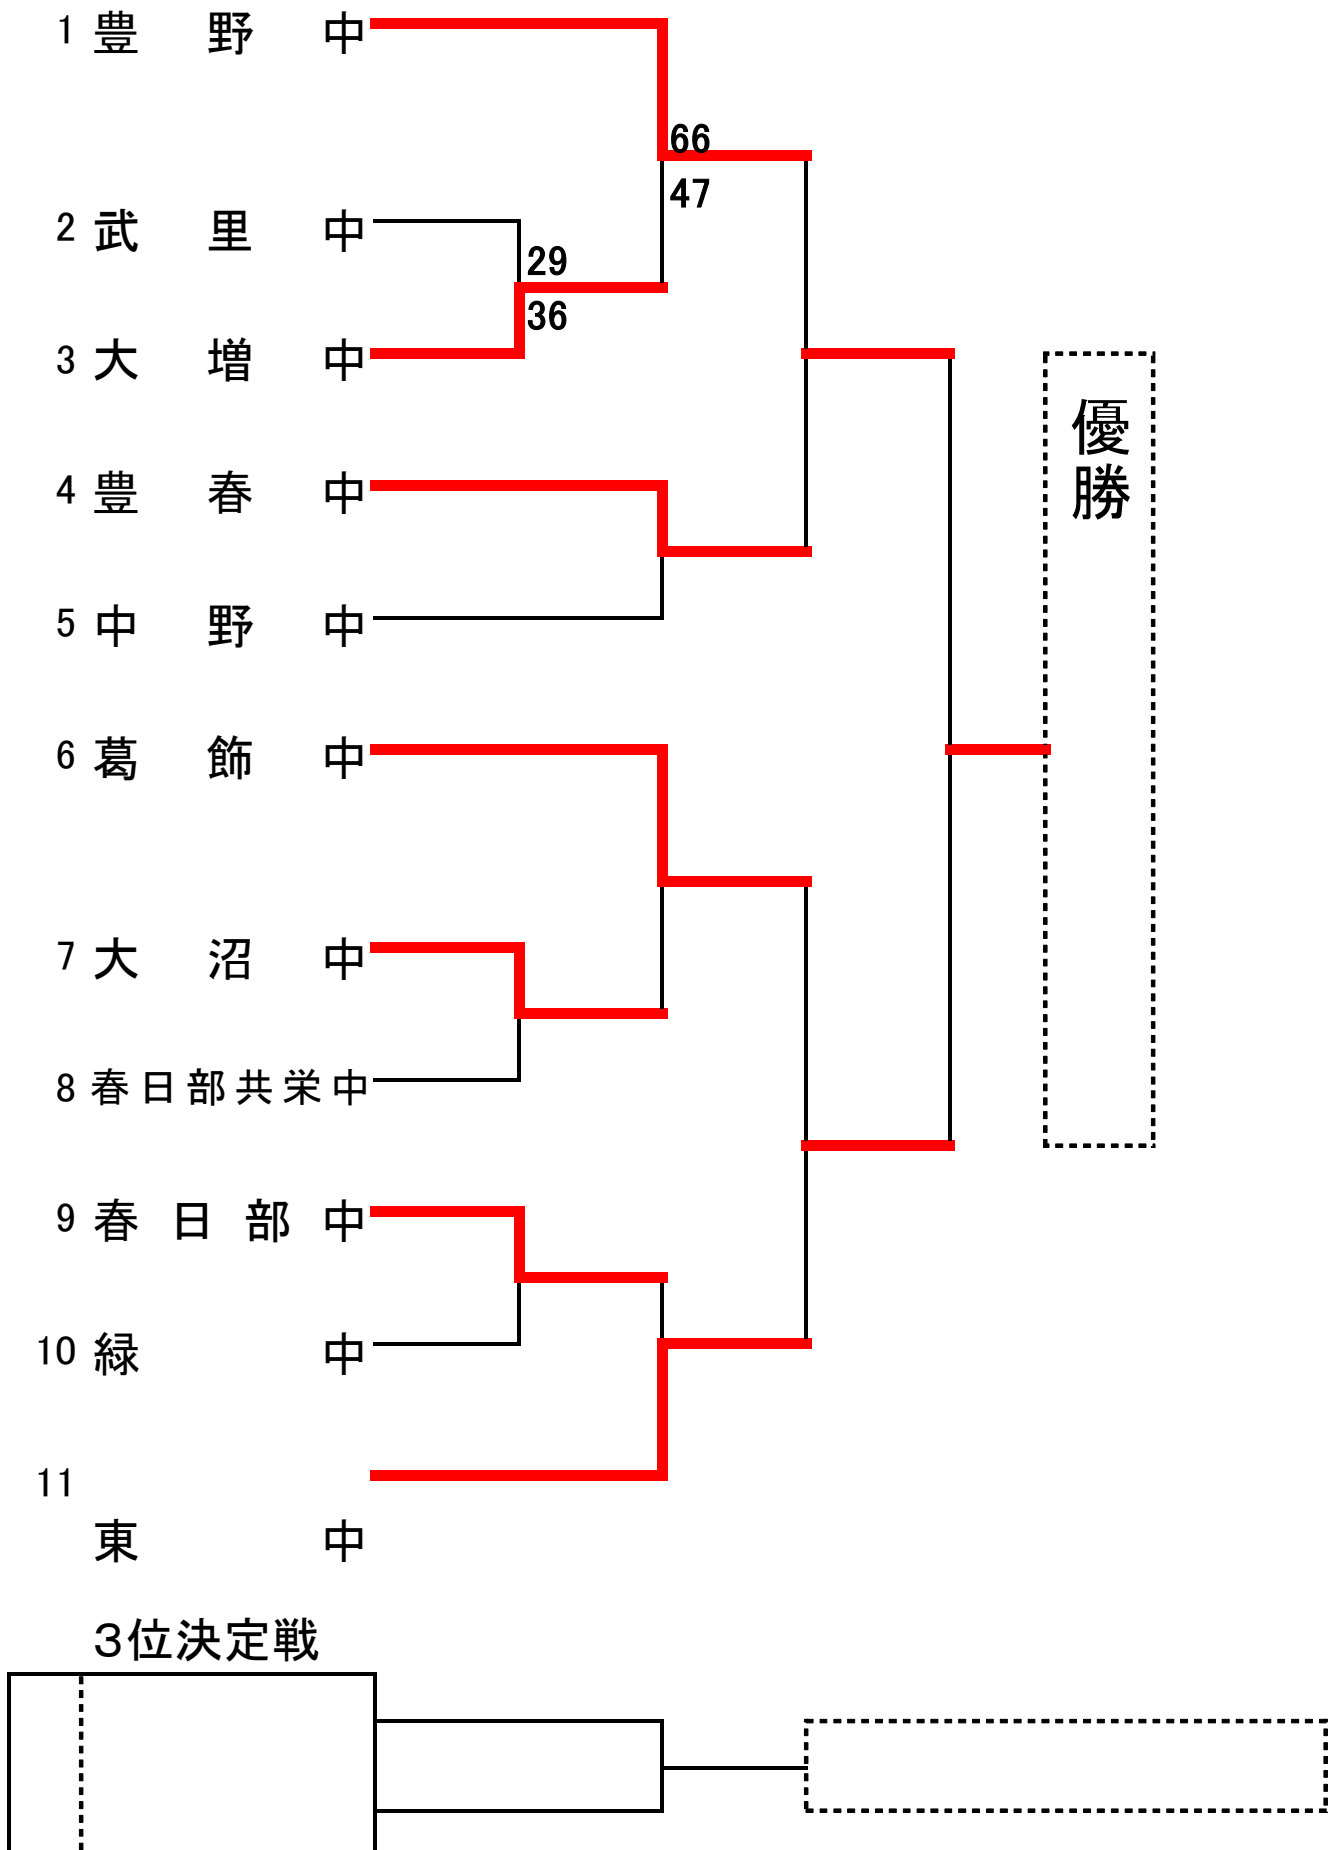 1 豊野中
66
47
2 武里中
29
36
3 大増中
優勝
4 豊春中
5 中野中
6 葛飾中
7 大沼中
8 春日部共栄中
9 春日部中
10 緑中
11
東中
3位決定戦